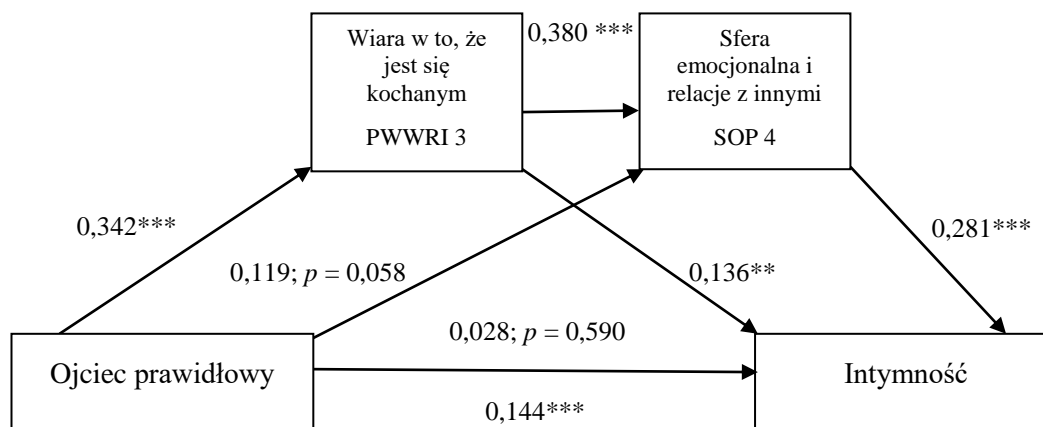 Wiara w to, że
jest się
kochanym
PWWRI 3
0,380 ***
Sfera
emocjonalna i
relacje z innymi
SOP 4
0,342***
0,281***
0,119; p = 0,058
0,136**
0,028; p = 0,590
Ojciec prawidłowy
Intymność
0,144***